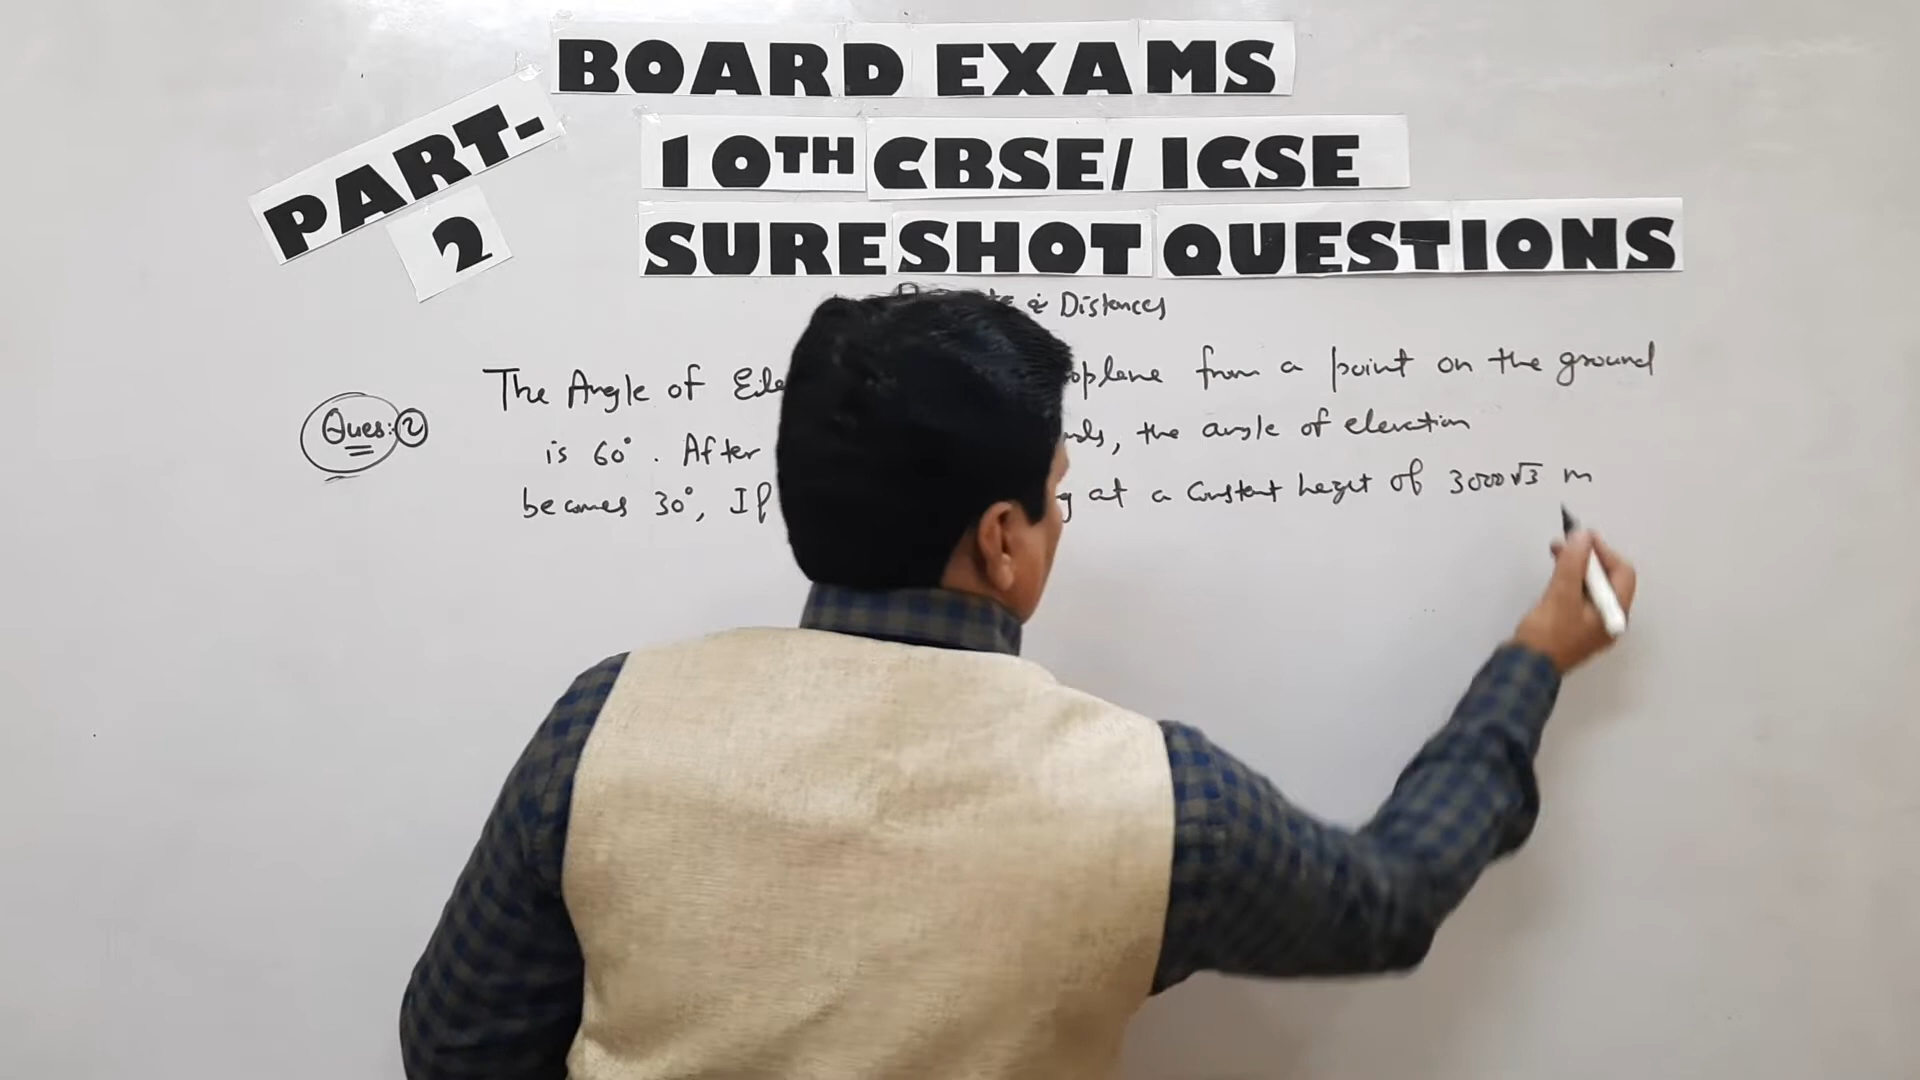 BOARD EXAMS
PART-2
10TH CBSE/ ICSE
SURESHOT QUESTIONS
& Distances
Ques: 2
The Angle of from a point on the ground
is 60°. After the angle of elevation
becomes 30°, If at a constant height of 3000√3 m